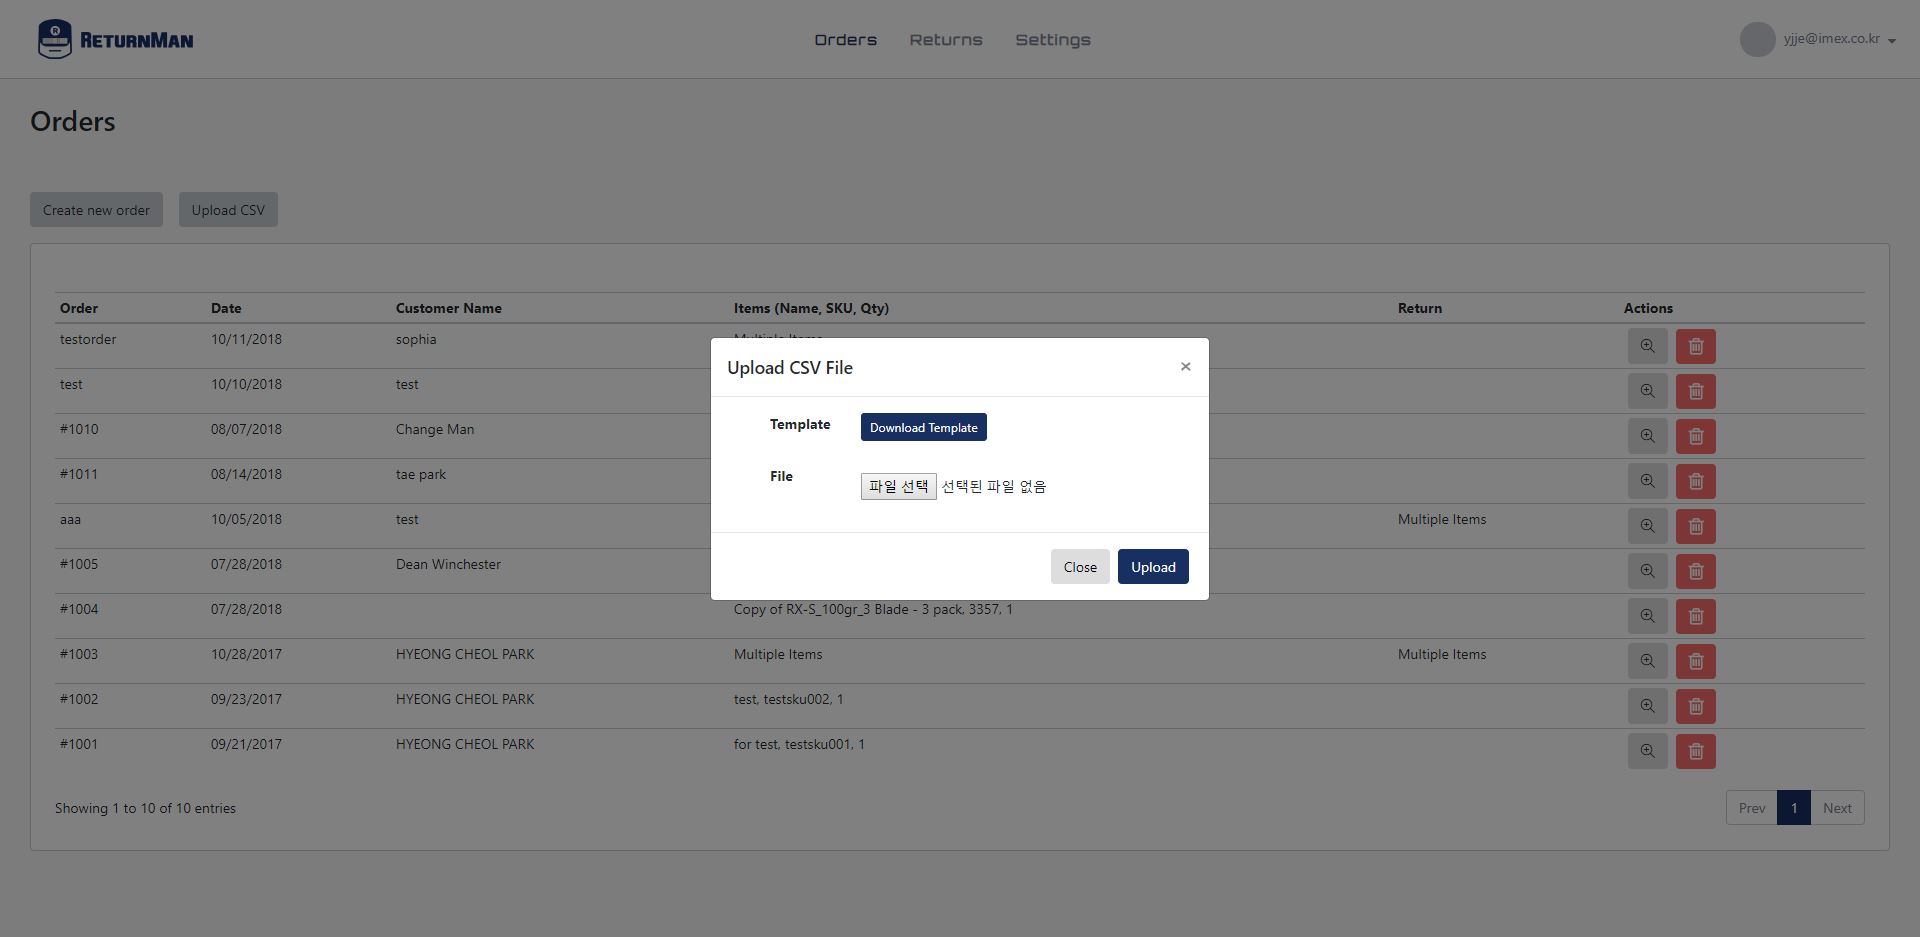 R RETURNMAN
Orders Returns Settings
yjje@imex.co.kr
Orders
Create new order Upload CSV
Order Date Customer Name Items (Name, SKU, Qty) Return Actions
testorder 10/11/2018 sophia Multiple Items
test 10/10/2018 test
#1010 08/07/2018 Change Man
#1011 08/14/2018 tae park
aaa 10/05/2018 test Multiple Items
#1005 07/28/2018 Dean Winchester
#1004 07/28/2018 Copy of RX-S_100gr_3 Blade - 3 pack, 3357, 1
#1003 10/28/2017 HYEONG CHEOL PARK Multiple Items Multiple Items
#1002 09/23/2017 HYEONG CHEOL PARK test, testsku002, 1
#1001 09/21/2017 HYEONG CHEOL PARK for test, testsku001, 1
Showing 1 to 10 of 10 entries
Prev 1 Next
Upload CSV File ×
Template Download Template
File 파일 선택 선택된 파일 없음
Close Upload